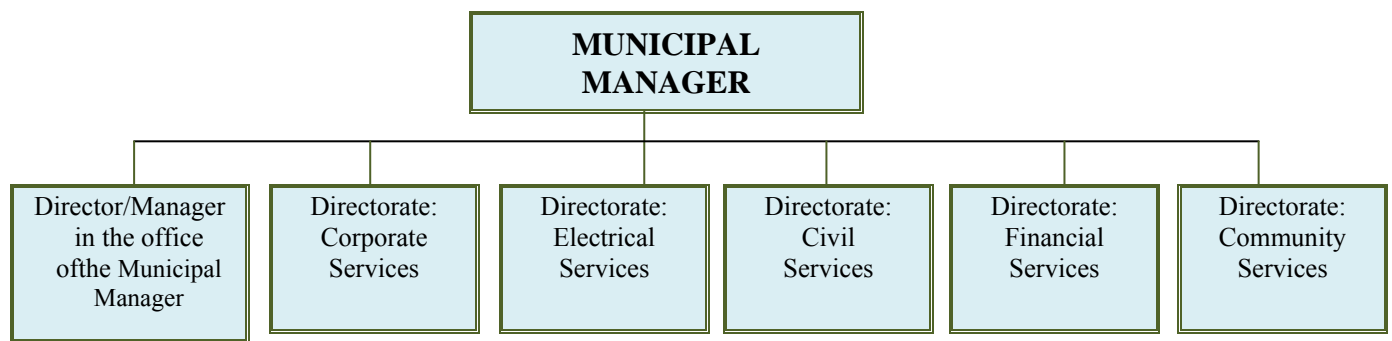 MUNICIPAL
MANAGER
Director/Manager
in the office
ofthe Municipal
Manager
Directorate:
Corporate
Services
Directorate:
Electrical
Services
Directorate:
Civil
Services
Directorate:
Financial
Services
Directorate:
Community
Services